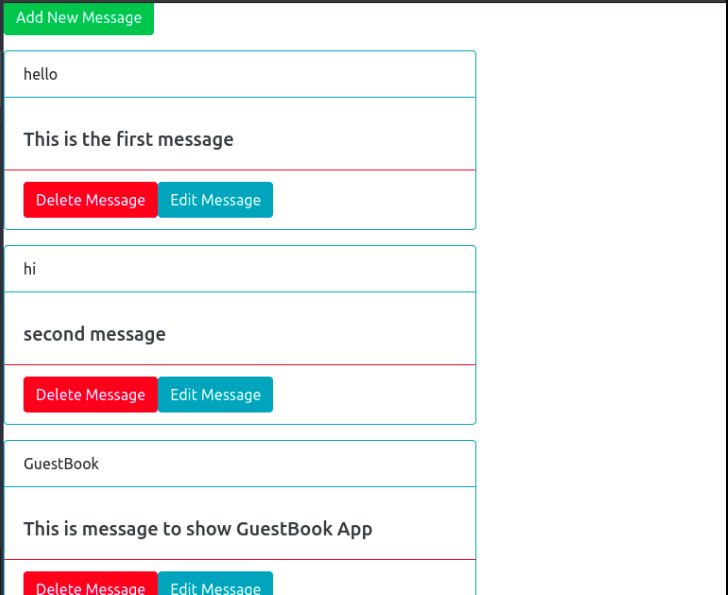 Add New Message
hello
This is the first message
Delete Message Edit Message
hi
second message
Delete Message Edit Message
GuestBook
This is message to show GuestBook App
Delete Message Edit Message